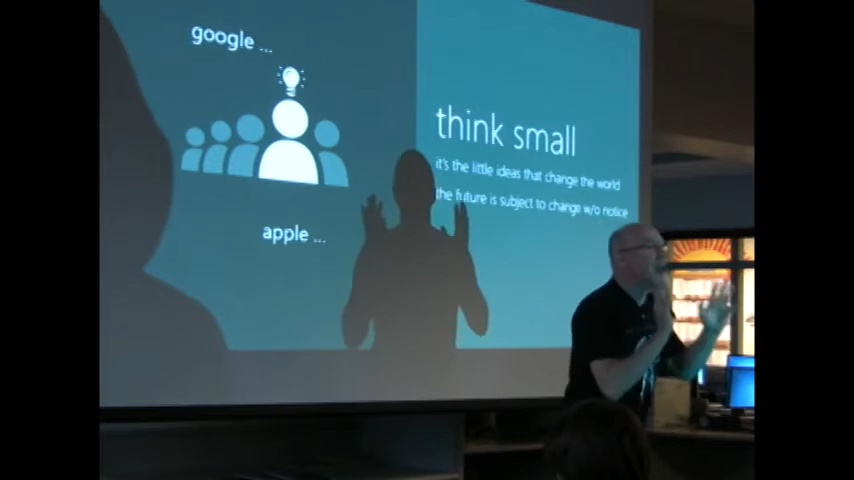 google ...
apple ...
think small
it's the little ideas that change the world
the future is subject to change w/o notice